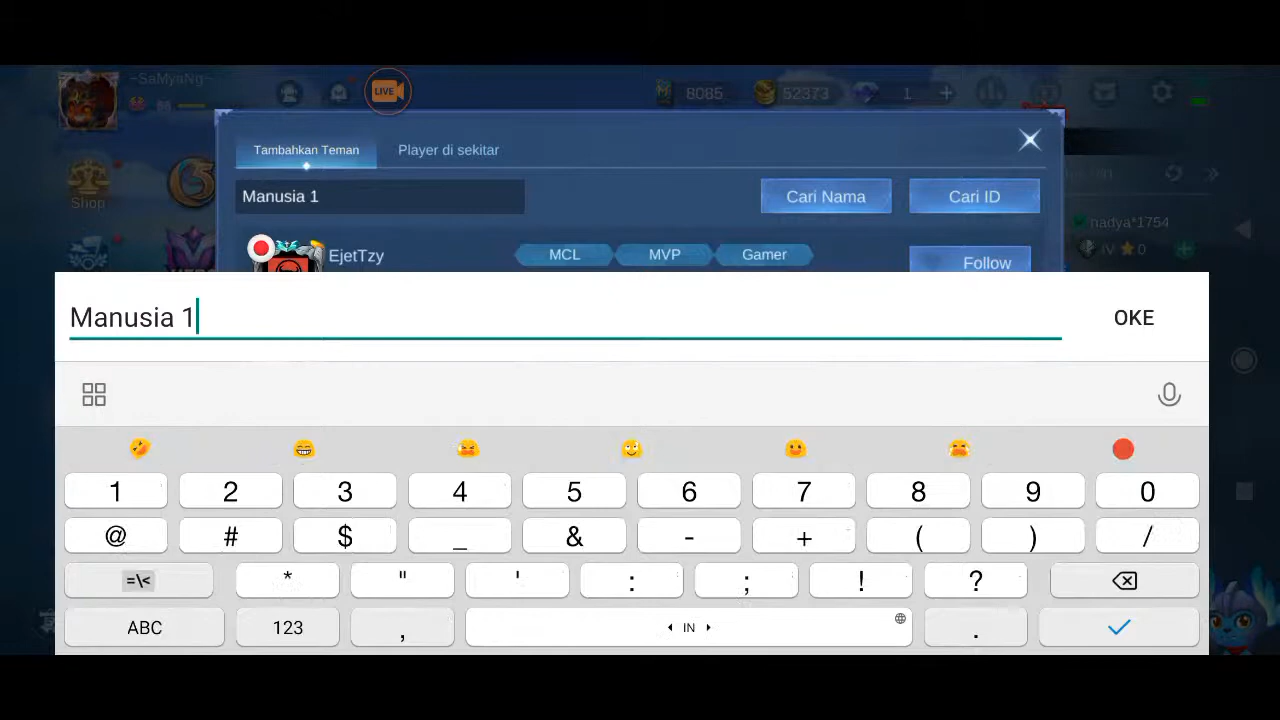 ~SaMyaNg~
LIVE
8085
52373
1
Tambahkan Teman
Player di sekitar
Manusia 1
Cari Nama
Cari ID
Shop
nadya*1754
IV
0
EjetTzy
MCL
MVP
Gamer
Follow
Manusia 1
OKE
1 2 3 4 5 6 7 8 9 0
@ # $ _ & - + ( ) /
=\< * " ' : ; ! ?
ABC 123 , IN .